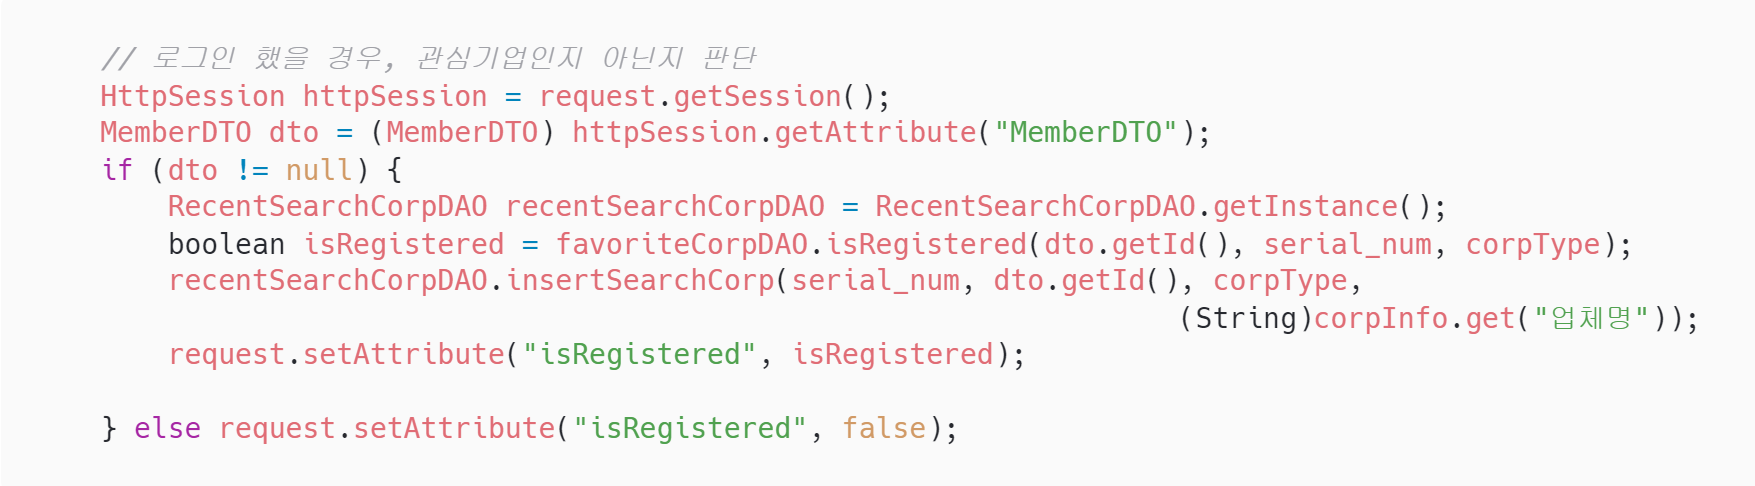 // 로그인 했을 경우, 관심기업인지 아닌지 판단
HttpSession httpSession = request.getSession();
MemberDTO dto = (MemberDTO) httpSession.getAttribute("MemberDTO");
if (dto != null) {
    RecentSearchCorpDAO recentSearchCorpDAO = RecentSearchCorpDAO.getInstance();
    boolean isRegistered = favoriteCorpDAO.isRegistered(dto.getId(), serial_num, corpType);
    recentSearchCorpDAO.insertSearchCorp(serial_num, dto.getId(), corpType,
                                                                (String)corpInfo.get("업체명"));
    request.setAttribute("isRegistered", isRegistered);

} else request.setAttribute("isRegistered", false);